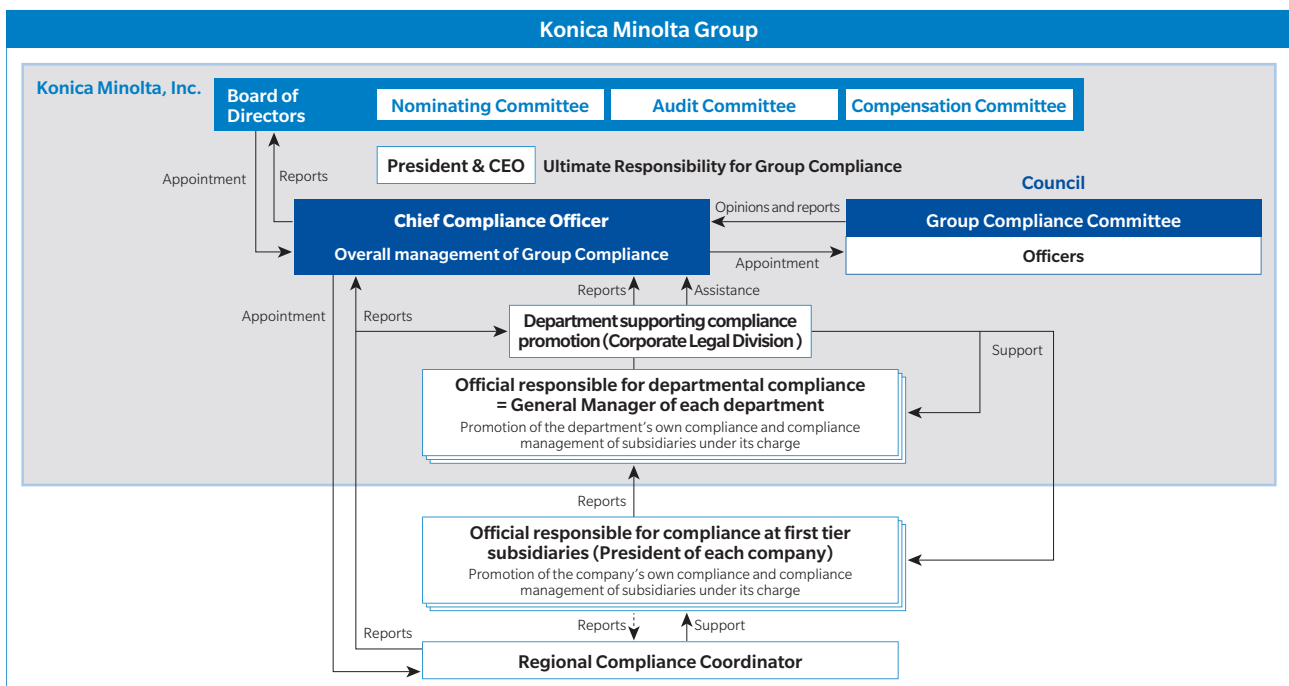 Konica Minolta Group
Konica Minolta, Inc.
Board of
Directors
Nominating Committee
Audit Committee
Compensation Committee
Appointment
Reports
President & CEO
Ultimate Responsibility for Group Compliance
Council
Chief Compliance Officer
Overall management of Group Compliance
Opinions and reports
Appointment
Group Compliance Committee
Officers
Reports
Assistance
Appointment
Reports
Department supporting compliance
promotion (Corporate Legal Division)
Support
Official responsible for departmental compliance
= General Manager of each department
Promotion of the department's own compliance and compliance
management of subsidiaries under its charge
Reports
Official responsible for compliance at first tier
subsidiaries (President of each company)
Promotion of the company's own compliance and compliance
management of subsidiaries under its charge
Reports
Reports
Support
Regional Compliance Coordinator